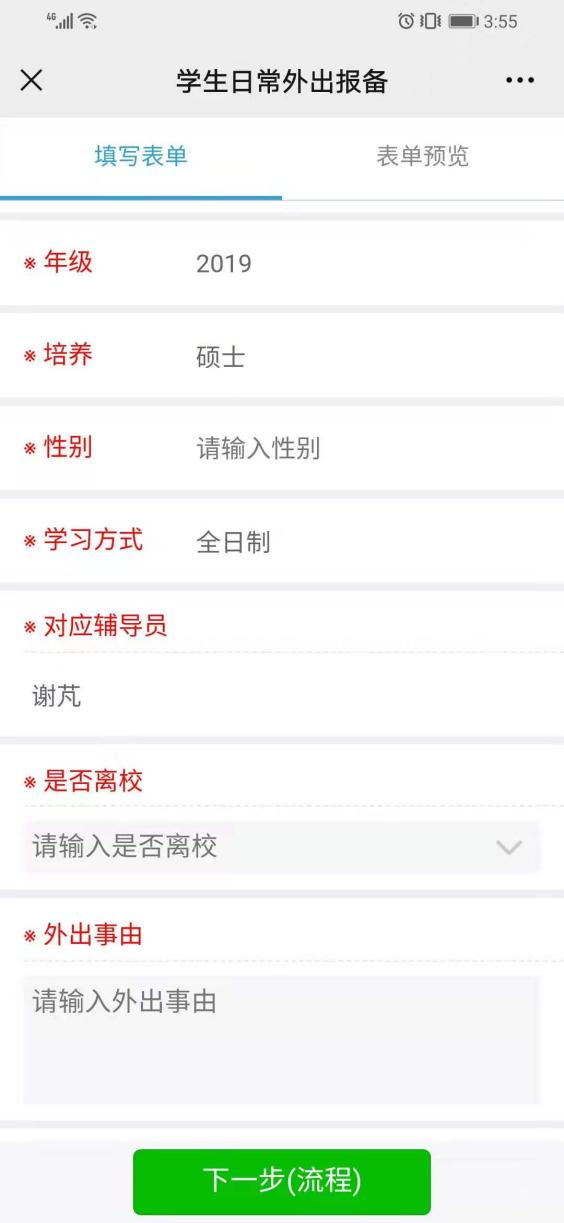 4G 3:55
学生日常外出报备
填写表单 表单预览
※ 年级 2019
※ 培养 硕士
※ 性别 请输入性别
※ 学习方式 全日制
※ 对应辅导员
谢芃
※ 是否离校
请输入是否离校
※ 外出事由
请输入外出事由
下一步(流程)